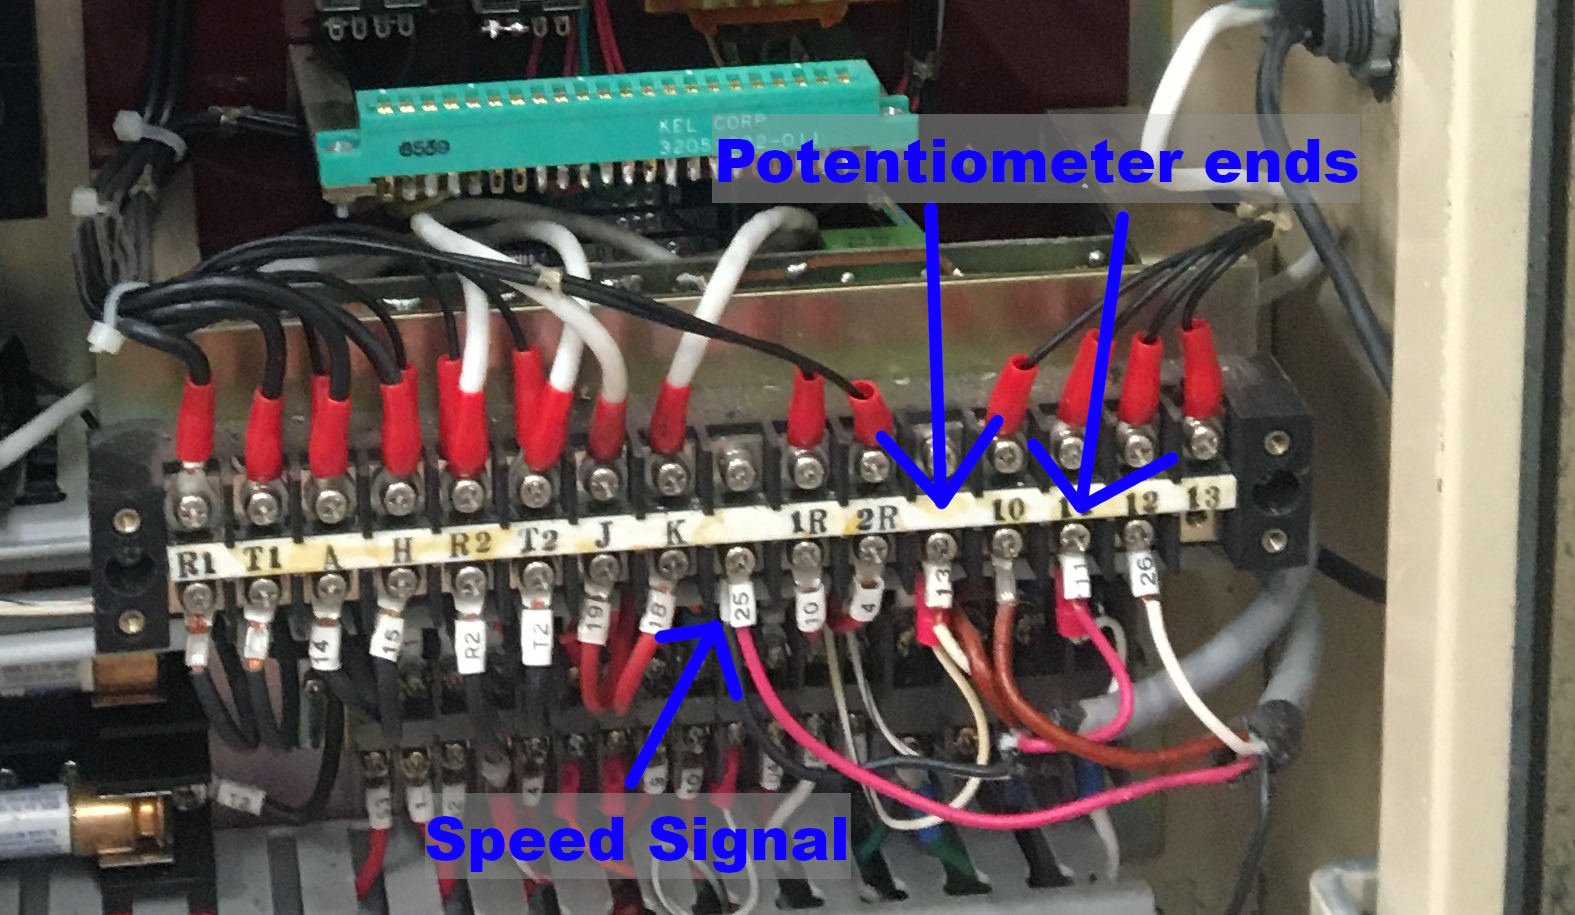 KEL CORP
6539
Potentiometer ends
R1 T1 A H R2 T2 J K 1R 2R 10 12 13
14 15 R2 T2 19 18 25 10 4 13 11 26
Speed Signal